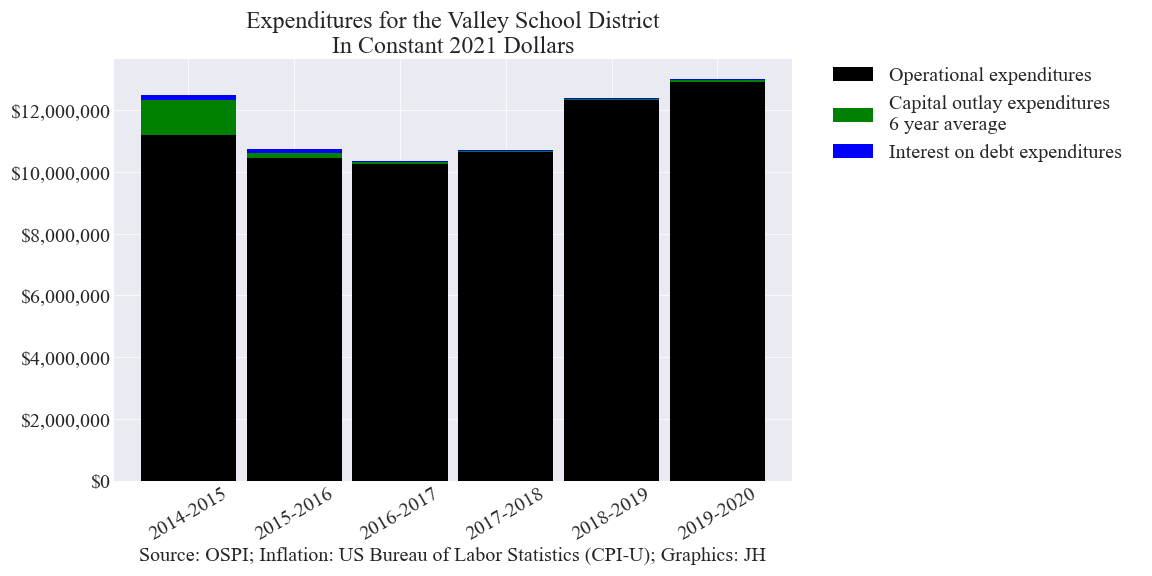 Expenditures for the Valley School District
In Constant 2021 Dollars
Operational expenditures
Capital outlay expenditures
6 year average
Interest on debt expenditures
$12,000,000
$10,000,000
$8,000,000
$6,000,000
$4,000,000
$2,000,000
$0
2014-2015
2015-2016
2016-2017
2017-2018
2018-2019
2019-2020
Source: OSPI; Inflation: US Bureau of Labor Statistics (CPI-U); Graphics: JH